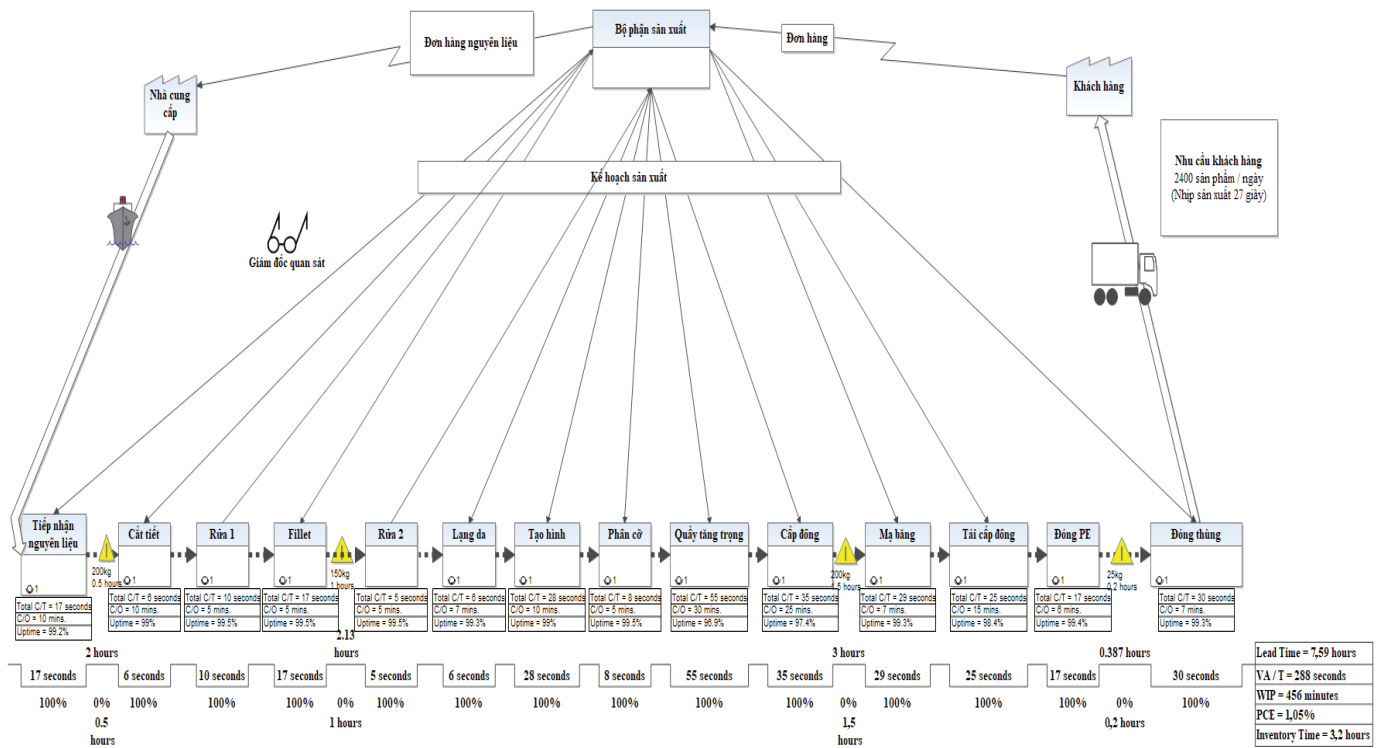 Bộ phận sản xuất
Đơn hàng nguyên liệu
Đơn hàng
Nhà cung
cấp
Khách hàng
Nhu cầu khách hàng
2400 sản phẩm / ngày
(Nhịp sản xuất 27 giây)
Kế hoạch sản xuất
Giám đốc quan sát
Tiếp nhận
nguyên liệu
1
Total C/T = 17 seconds
C/O = 10 mins.
Uptime = 99.2%
200kg
0.5 hours
Cắt tiết
1
Total C/T = 6 seconds
C/O = 10 mins.
Uptime = 99%
Rửa 1
1
Total C/T = 10 seconds
C/O = 5 mins.
Uptime = 99.5%
Fillet
1
Total C/T = 17 seconds
C/O = 5 mins.
Uptime = 99.5%
150kg
1 hours
Rửa 2
1
Total C/T = 5 seconds
C/O = 5 mins.
Uptime = 99.5%
Lạng da
1
Total C/T = 6 seconds
C/O = 7 mins.
Uptime = 99.3%
Tạo hình
1
Total C/T = 28 seconds
C/O = 10 mins.
Uptime = 99%
Phân cỡ
1
Total C/T = 8 seconds
C/O = 5 mins.
Uptime = 99.5%
Quầy tăng trọng
1
Total C/T = 55 seconds
C/O = 30 mins.
Uptime = 96.9%
Cấp đông
1
Total C/T = 35 seconds
C/O = 25 mins.
Uptime = 97.4%
200kg
1.5 hours
Mạ băng
1
Total C/T = 29 seconds
C/O = 7 mins.
Uptime = 99.3%
Tái cấp đông
1
Total C/T = 25 seconds
C/O = 15 mins.
Uptime = 98.4%
Đóng PE
1
Total C/T = 17 seconds
C/O = 6 mins.
Uptime = 99.4%
25kg
0.2 hours
Đóng thùng
1
Total C/T = 30 seconds
C/O = 7 mins.
Uptime = 99.3%
2 hours
2.13
hours
3 hours
0.387 hours
17 seconds
6 seconds
10 seconds
17 seconds
5 seconds
6 seconds
28 seconds
8 seconds
55 seconds
35 seconds
29 seconds
25 seconds
17 seconds
30 seconds
100%
0%
100%
100%
100%
0%
100%
100%
100%
100%
100%
100%
0%
100%
100%
100%
0%
100%
0.5
hours
1 hours
1,5
hours
0,2 hours
Lead Time = 7,59 hours
VA / T = 288 seconds
WIP = 456 minutes
PCE = 1,05%
Inventory Time = 3,2 hours